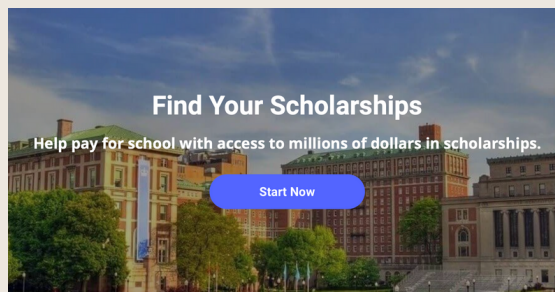 Find Your Scholarships
Help pay for school with access to millions of dollars in scholarships.
Start Now